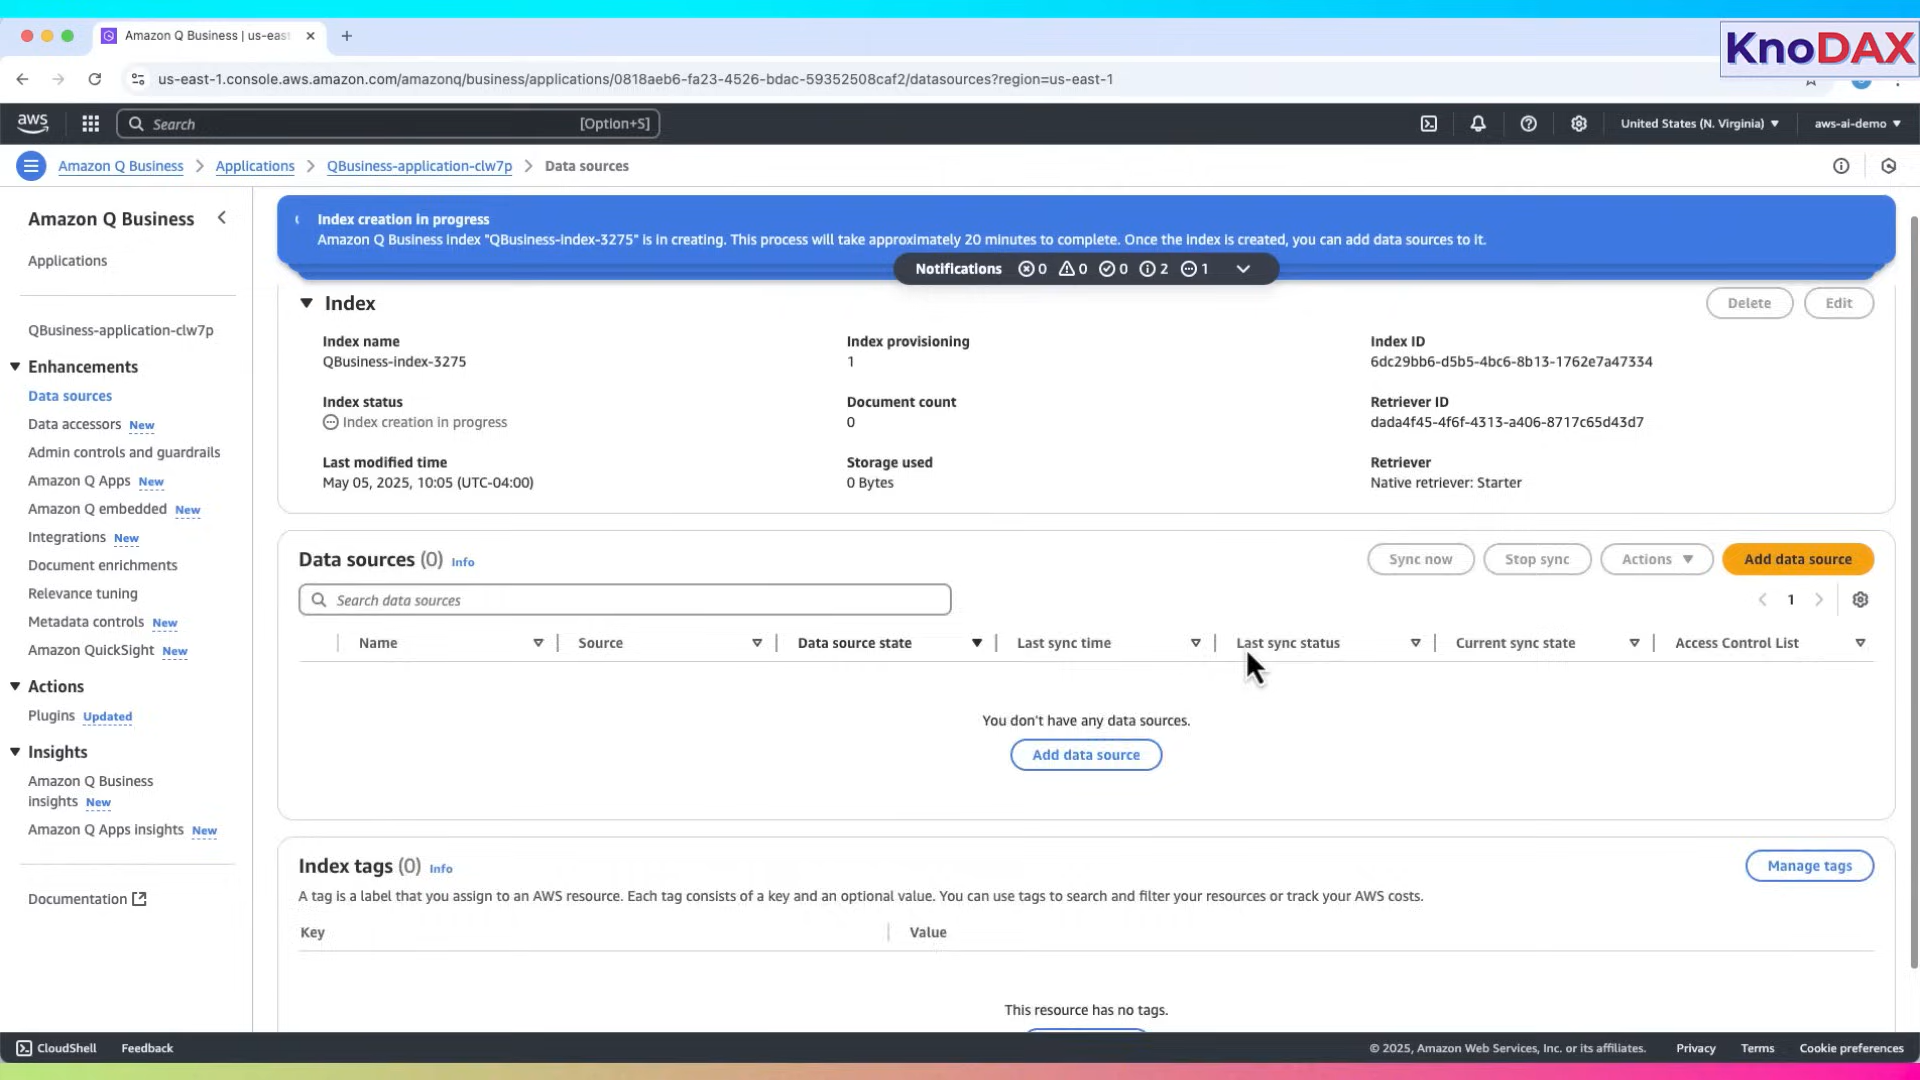 Amazon Q Business | us-east
KnoDAX
us-east-1.console.aws.amazon.com/amazonq/business/applications/0818aeb6-fa23-4526-bdac-59352508caf2/datasources?region=us-east-1
aws
Search
[Option+S]
United States (N. Virginia)
aws-ai-demo
Amazon Q Business
Applications
QBusiness-application-clw7p
Data sources
Amazon Q Business
Applications
QBusiness-application-clw7p
Enhancements
Data sources
Data accessors New
Admin controls and guardrails
Amazon Q Apps New
Amazon Q embedded New
Integrations New
Document enrichments
Relevance tuning
Metadata controls New
Amazon QuickSight New
Actions
Plugins Updated
Insights
Amazon Q Business
insights New
Amazon Q Apps insights New
Documentation
Index creation in progress
Amazon Q Business Index "QBusiness-index-3275" is in creating. This process will take approximately 20 minutes to complete. Once the index is created, you can add data sources to it.
Notifications 0 0 0 2 1
Index
Delete
Edit
Index name
QBusiness-index-3275
Index provisioning
1
Index ID
6dc29bb6-d5b5-4bc6-8b13-1762e7a47334
Index status
Index creation in progress
Document count
0
Retriever ID
dada4f45-4f6f-4313-a406-8717c65d43d7
Last modified time
May 05, 2025, 10:05 (UTC-04:00)
Storage used
0 Bytes
Retriever
Native retriever: Starter
Data sources (0) Info
Sync now
Stop sync
Actions
Add data source
Search data sources
1
Name
Source
Data source state
Last sync time
Last sync status
Current sync state
Access Control List
You don't have any data sources.
Add data source
Index tags (0) Info
Manage tags
A tag is a label that you assign to an AWS resource. Each tag consists of a key and an optional value. You can use tags to search and filter your resources or track your AWS costs.
Key
Value
This resource has no tags.
CloudShell
Feedback
© 2025, Amazon Web Services, Inc. or its affiliates.
Privacy
Terms
Cookie preferences